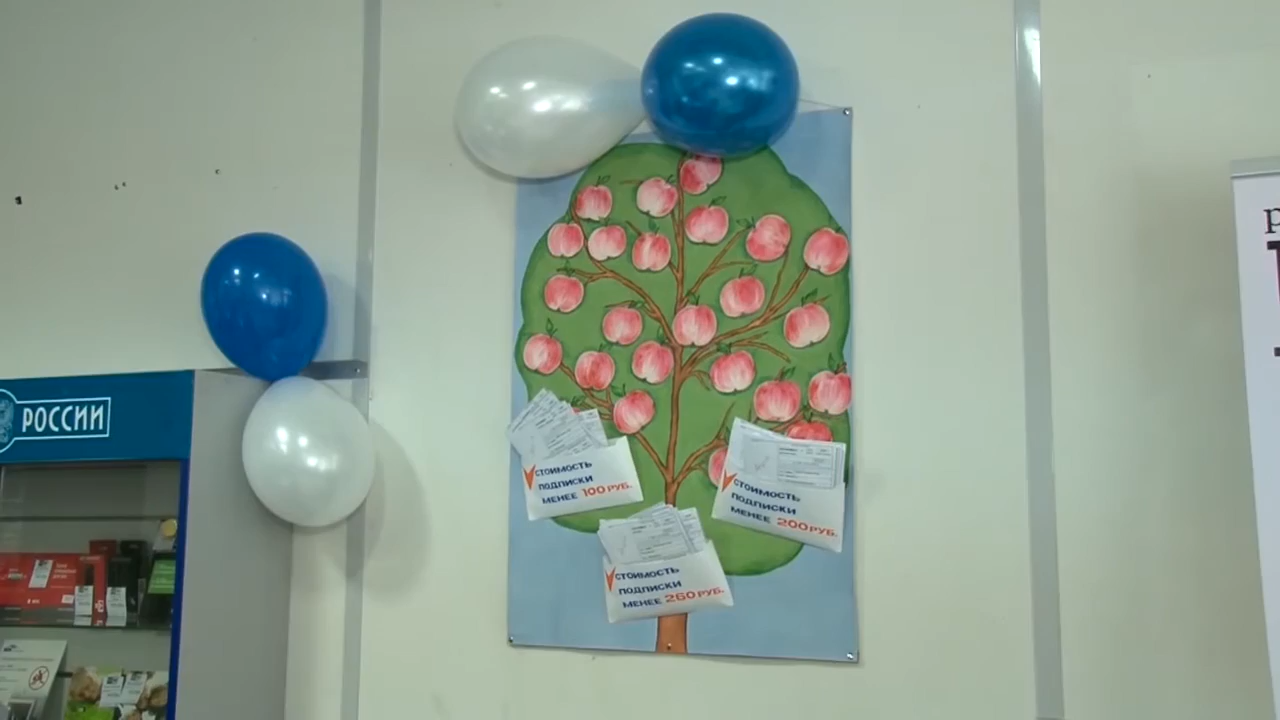 РОССИИ
СТОИМОСТЬ
ПОДПИСКИ
МЕНЕЕ 100 РУБ.
СТОИМОСТЬ
ПОДПИСКИ
МЕНЕЕ 200 РУБ.
СТОИМОСТЬ
ПОДПИСКИ
МЕНЕЕ 260 РУБ.